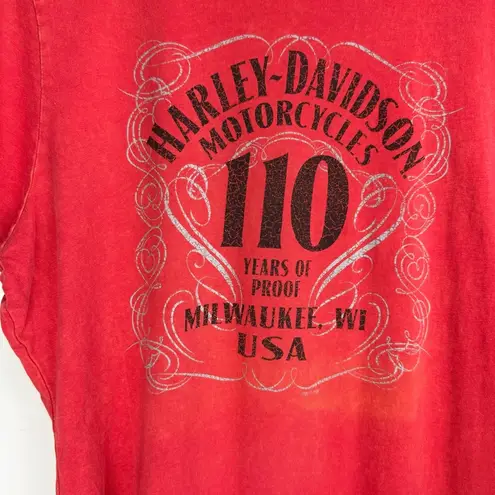 HARLEY-DAVIDSON
MOTORCYCLES
110
YEARS OF
PROOF
MILWAUKEE, WI
USA